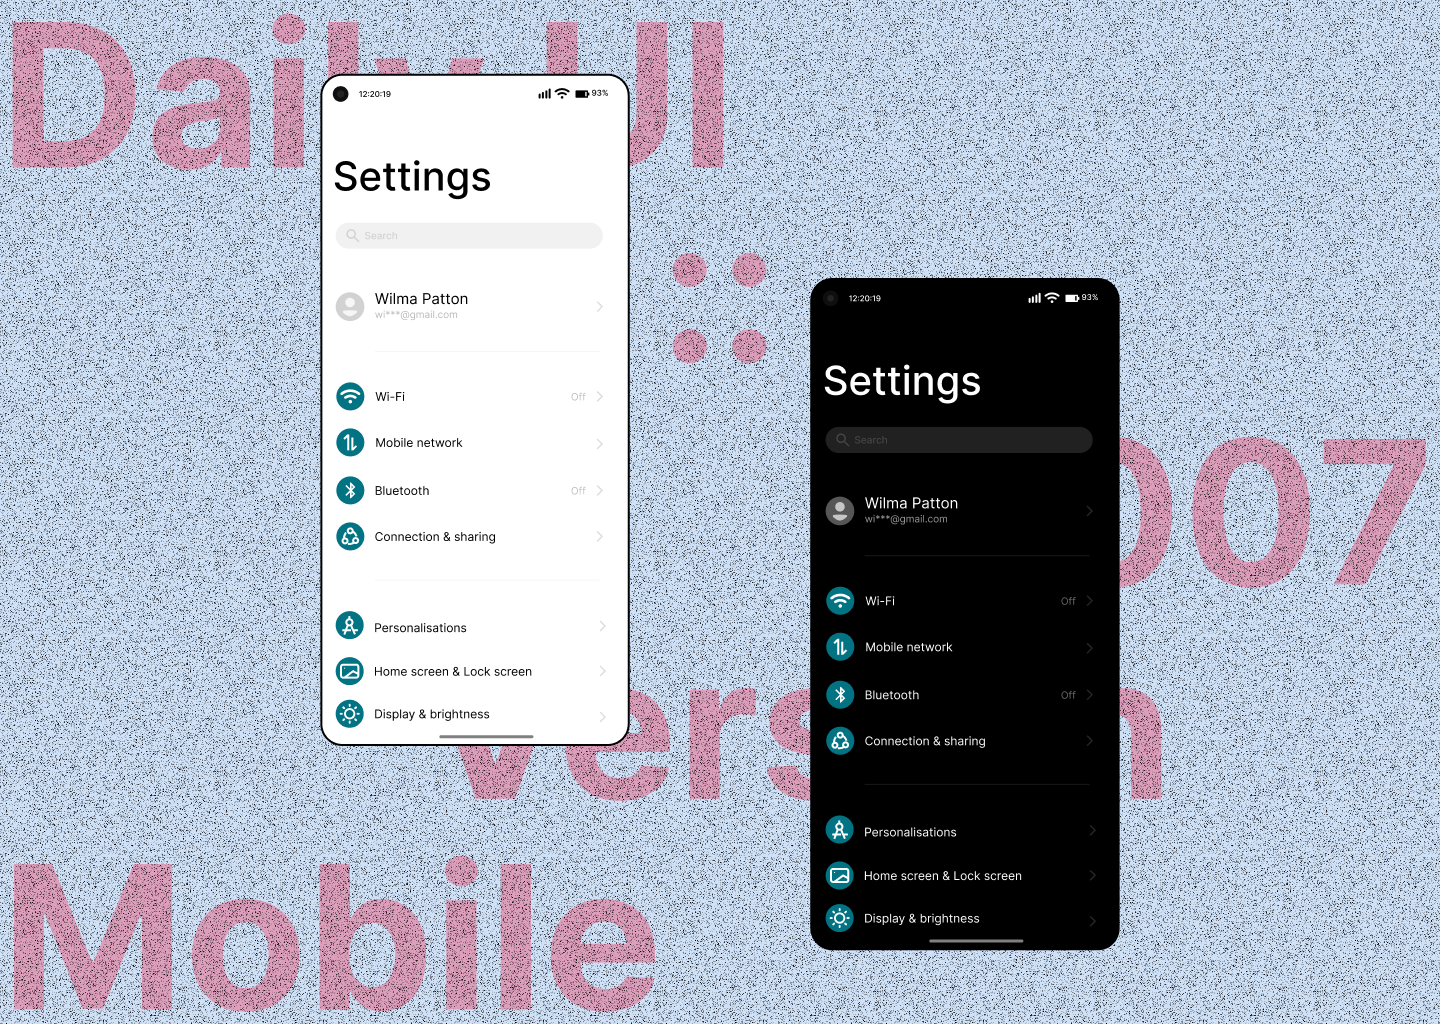 Daily UI
::
007
version
Mobile
12:20:19
93%
Settings
Search
Wilma Patton
wi***@gmail.com
Wi-Fi
Off
Mobile network
Bluetooth
Off
Connection & sharing
Personalisations
Home screen & Lock screen
Display & brightness
12:20:19
93%
Settings
Search
Wilma Patton
wi***@gmail.com
Wi-Fi
Off
Mobile network
Bluetooth
Off
Connection & sharing
Personalisations
Home screen & Lock screen
Display & brightness